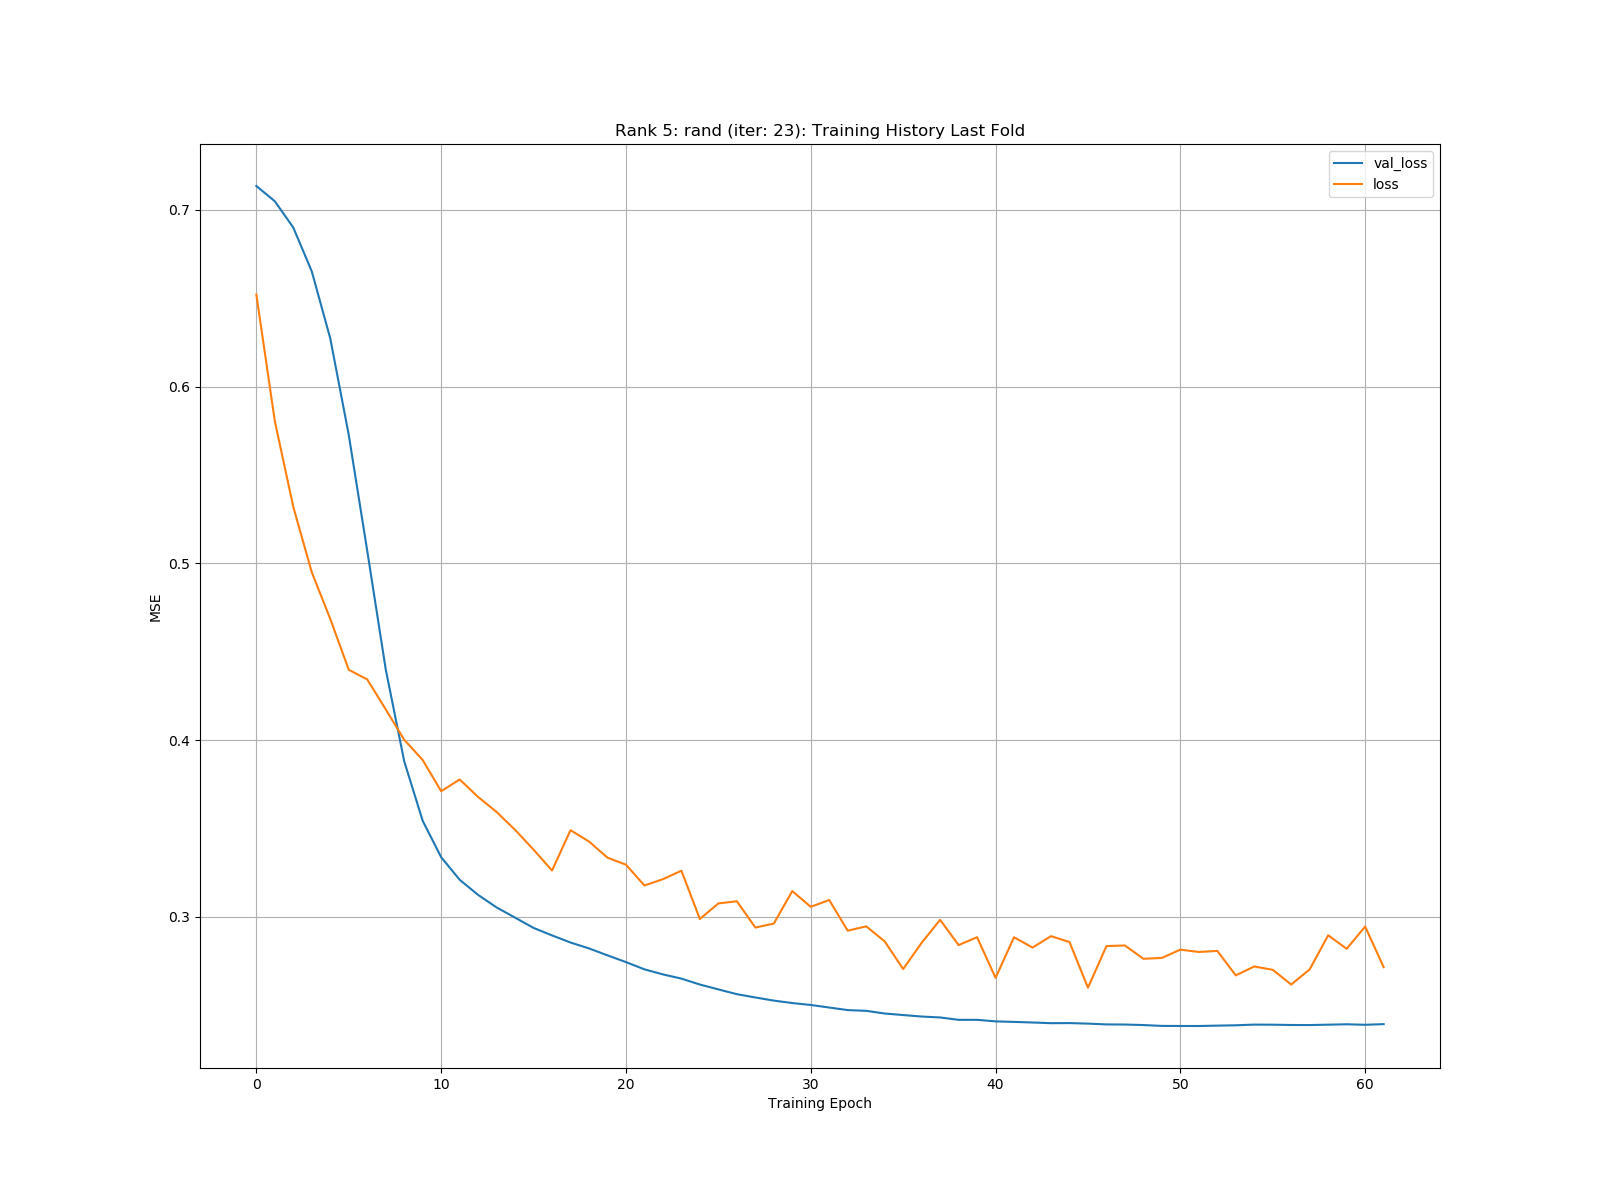 Rank 5: rand (iter: 23): Training History Last Fold
val_loss
loss
0.7
0.6
0.5
0.4
0.3
MSE
0 10 20 30 40 50 60
Training Epoch